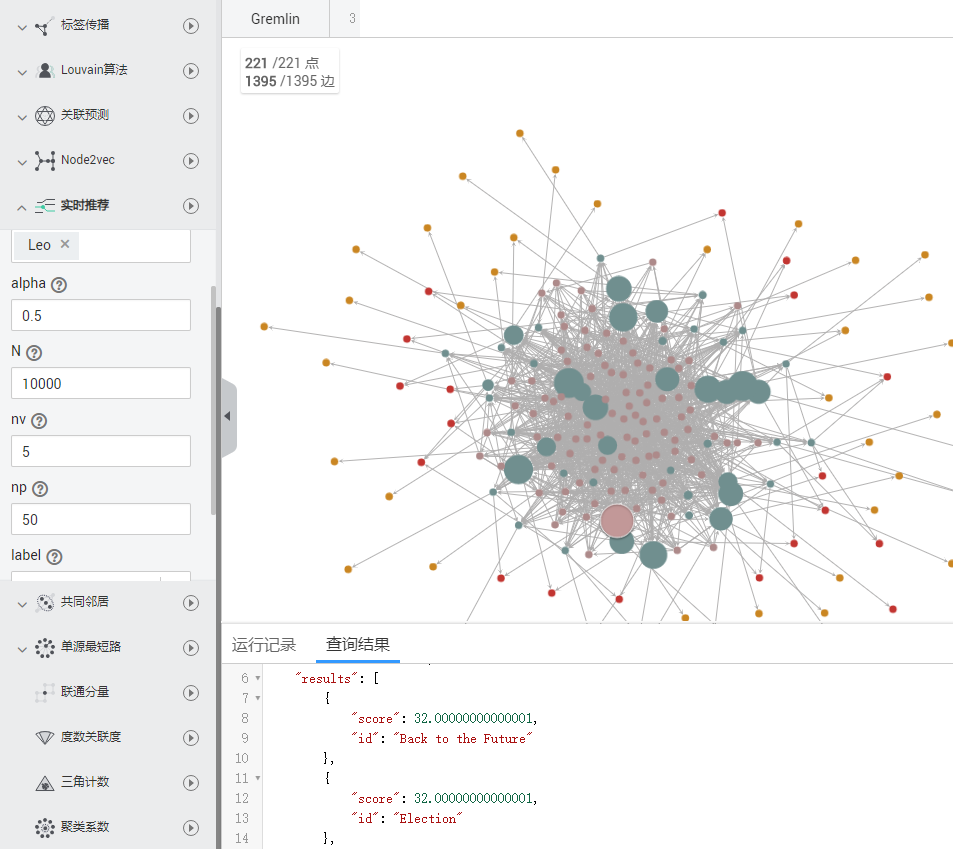 标签传播
Louvain算法
关联预测
Node2vec
实时推荐
Leo ✕
alpha ?
0.5
N ?
10000
nv ?
5
np ?
50
label ?
共同邻居
单源最短路
联通分量
度数关联度
三角计数
聚类系数
Gremlin
3
221 /221 点
1395 /1395 边
运行记录
查询结果
6 "results": [
7 {
8 "score": 32.00000000000001,
9 "id": "Back to the Future"
10 },
11 {
12 "score": 32.00000000000001,
13 "id": "Election"
14 },